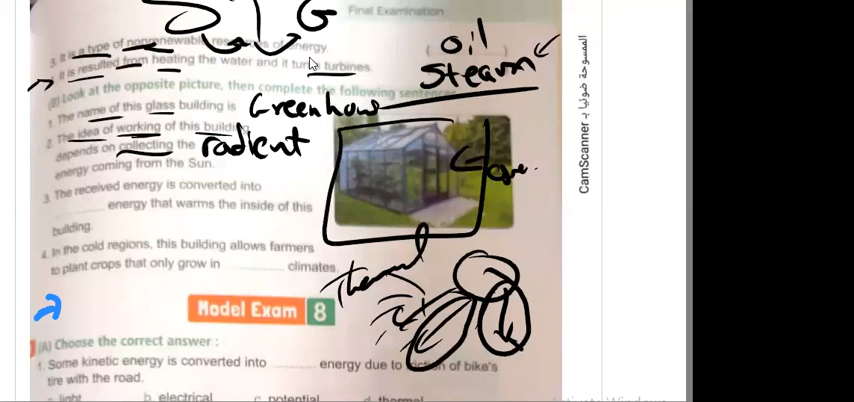 Final Examination
3. It is a type of nonrenewable resources of energy. ( Oil )
4. It is resulted from heating the water and it turns turbines. Steam
(B) Look at the opposite picture, then complete the following sentences:
1. The name of this glass building is Greenhouse
2. The idea of working of this building
depends on collecting the radient
energy coming from the Sun.
3. The received energy is converted into
energy that warms the inside of this
building.
Thermal
4. In the cold regions, this building allows farmers
to plant crops that only grow in .............. climates.
Model Exam 8
(A) Choose the correct answer :
1. Some kinetic energy is converted into .............. energy due to friction of bike's
tire with the road.
a. light b. electrical c. potential d. thermal
الممسوحة ضوئيا بـ CamScanner